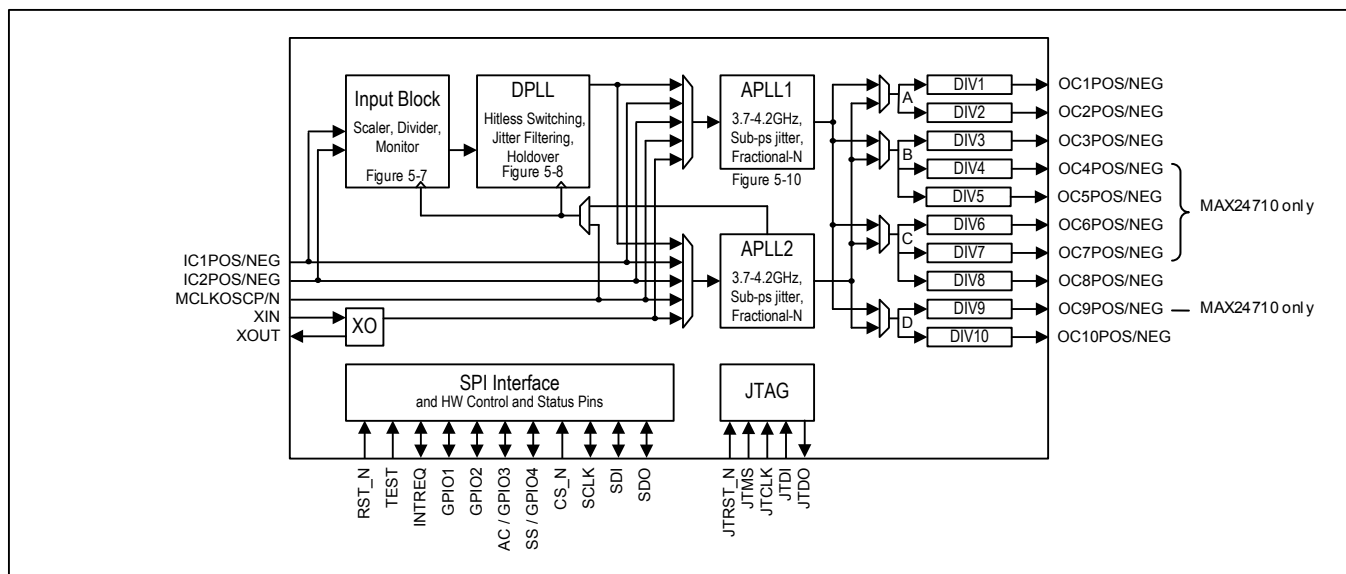 Input Block
Scaler, Divider,
Monitor
Figure 5-7
DPLL
Hitless Switching,
Jitter Filtering,
Holdover
Figure 5-8
APLL1
3.7-4.2GHz,
Sub-ps jitter,
Fractional-N
Figure 5-10
APLL2
3.7-4.2GHz,
Sub-ps jitter,
Fractional-N
A
B
C
D
DIV1
DIV2
DIV3
DIV4
DIV5
DIV6
DIV7
DIV8
DIV9
DIV10
OC1POS/NEG
OC2POS/NEG
OC3POS/NEG
OC4POS/NEG
OC5POS/NEG
OC6POS/NEG
OC7POS/NEG
OC8POS/NEG
OC9POS/NEG
OC10POS/NEG
MAX24710 only
MAX24710 only
IC1POS/NEG
IC2POS/NEG
MCLKOSCP/N
XIN
XOUT
XO
SPI Interface
and HW Control and Status Pins
JTAG
RST_N
TEST
INTREQ
GPIO1
GPIO2
AC / GPIO3
SS / GPIO4
CS_N
SCLK
SDI
SDO
JTRST_N
JTMS
JTCLK
JTDI
JTDO